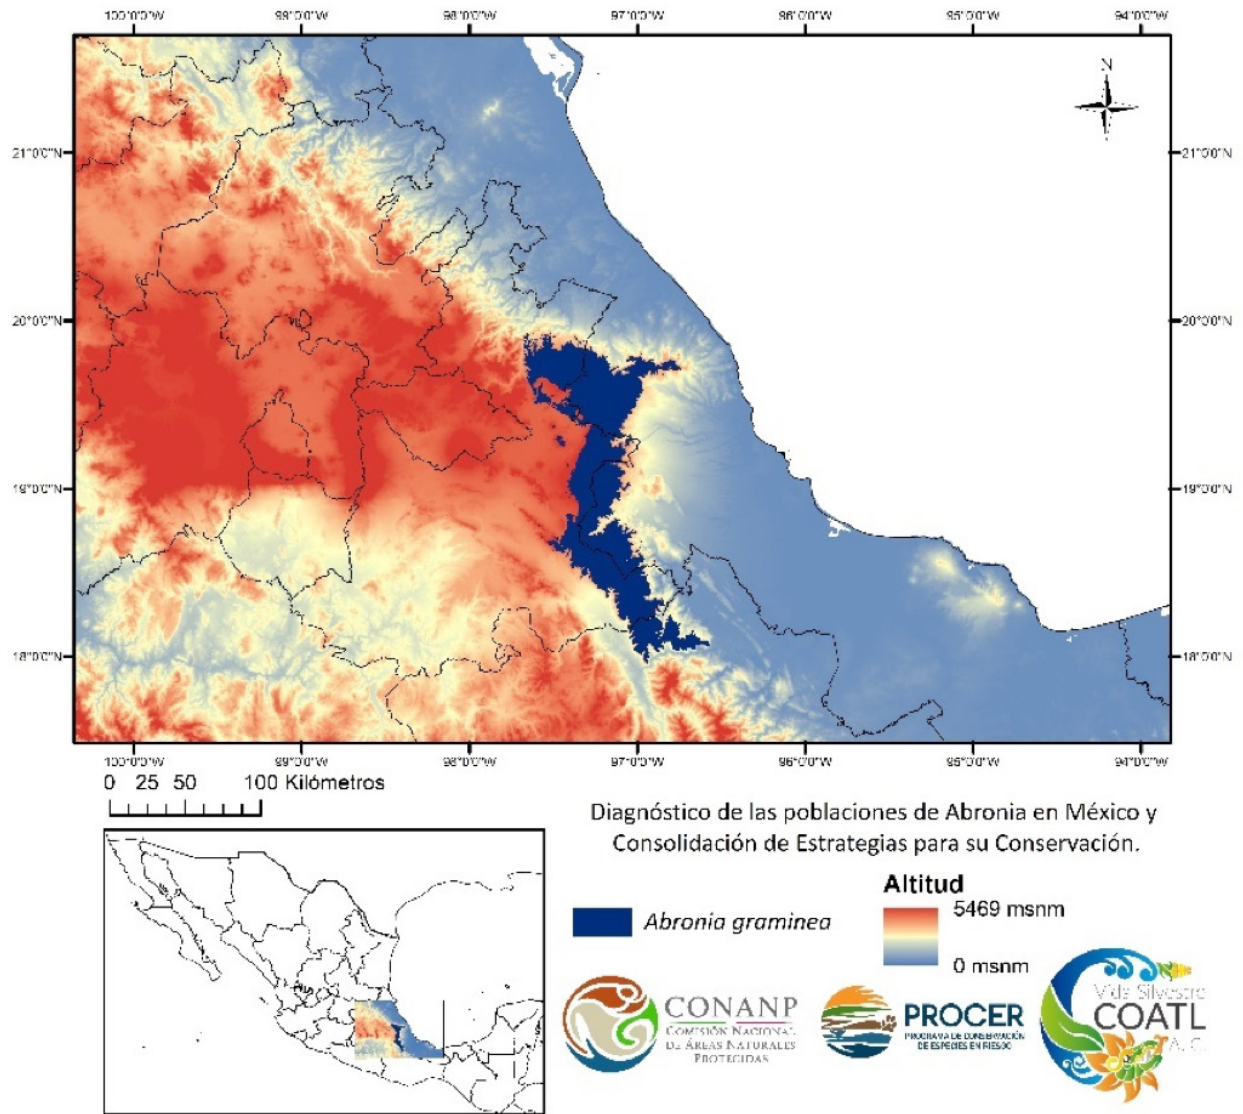 100°0'0"W 99°0'0"W 98°0'0"W 97°0'0"W 96°0'0"W 95°0'0"W 94°0'0"W
N
21°0'0"N 21°0'0"N
20°0'0"N 20°0'0"N
19°0'0"N 19°0'0"N
18°0'0"N 18°0'0"N
100°0'0"W 99°0'0"W 98°0'0"W 97°0'0"W 96°0'0"W 95°0'0"W 94°0'0"W
0 25 50 100 Kilómetros
Diagnóstico de las poblaciones de Abronia en México y
Consolidación de Estrategias para su Conservación.
Altitud
5469 msnm
0 msnm
Abronia graminea
CONANP
COMISIÓN NACIONAL
DE ÁREAS NATURALES
PROTEGIDAS
PROCER
PROGRAMA DE CONSERVACIÓN
DE ESPECIES EN RIESGO
Vida Silvestre
COATL
A.C.